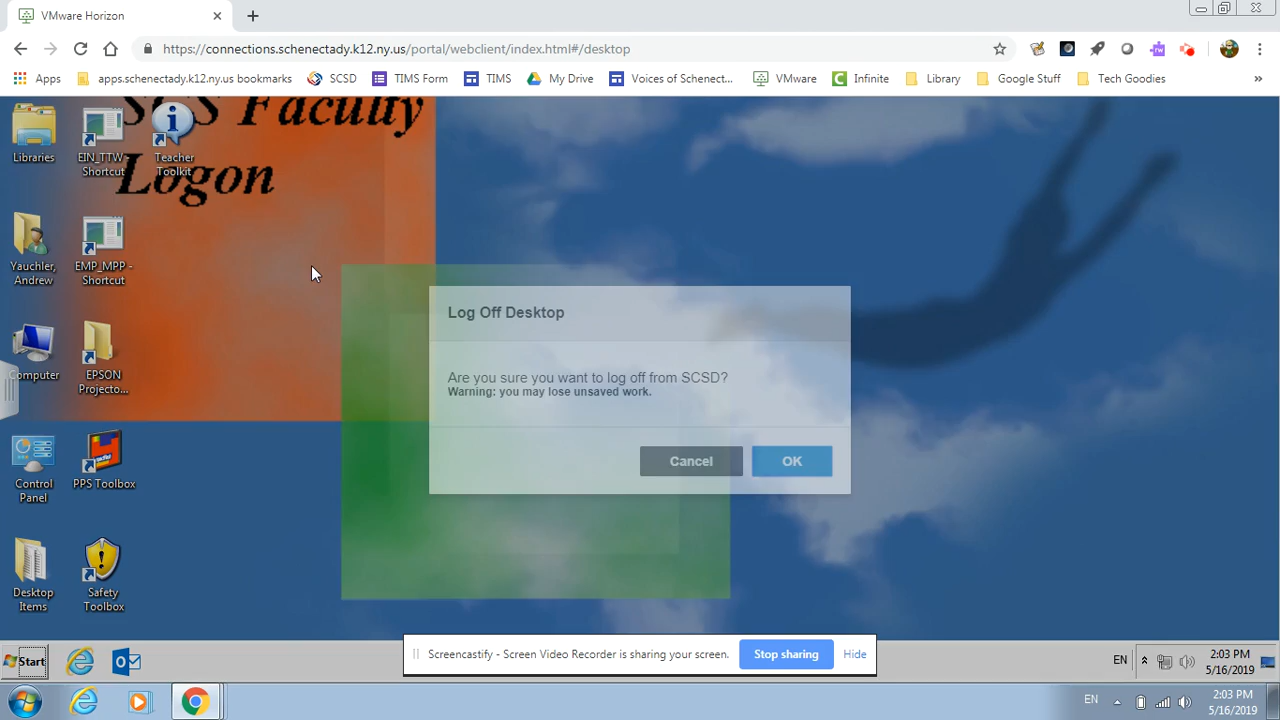 VMware Horizon
https://connections.schenectady.k12.ny.us/portal/webclient/index.html#/desktop
Apps
apps.schenectady.k12.ny.us bookmarks
SCSD
TIMS Form
TIMS
My Drive
Voices of Schenect...
VMware
Infinite
Library
Google Stuff
Tech Goodies
»
SCS Faculty
Logon
Libraries
EIN_TTW -
Shortcut
Teacher
Toolkit
Yauchler,
Andrew
EMP_MPP -
Shortcut
Computer
EPSON
Projecto...
Control
Panel
PPS Toolbox
Desktop
Items
Safety
Toolbox
Log Off Desktop
Are you sure you want to log off from SCSD?
Warning: you may lose unsaved work.
Cancel
OK
Screencastify - Screen Video Recorder is sharing your screen.
Stop sharing
Hide
Start
EN
2:03 PM
5/16/2019
EN
2:03 PM
5/16/2019